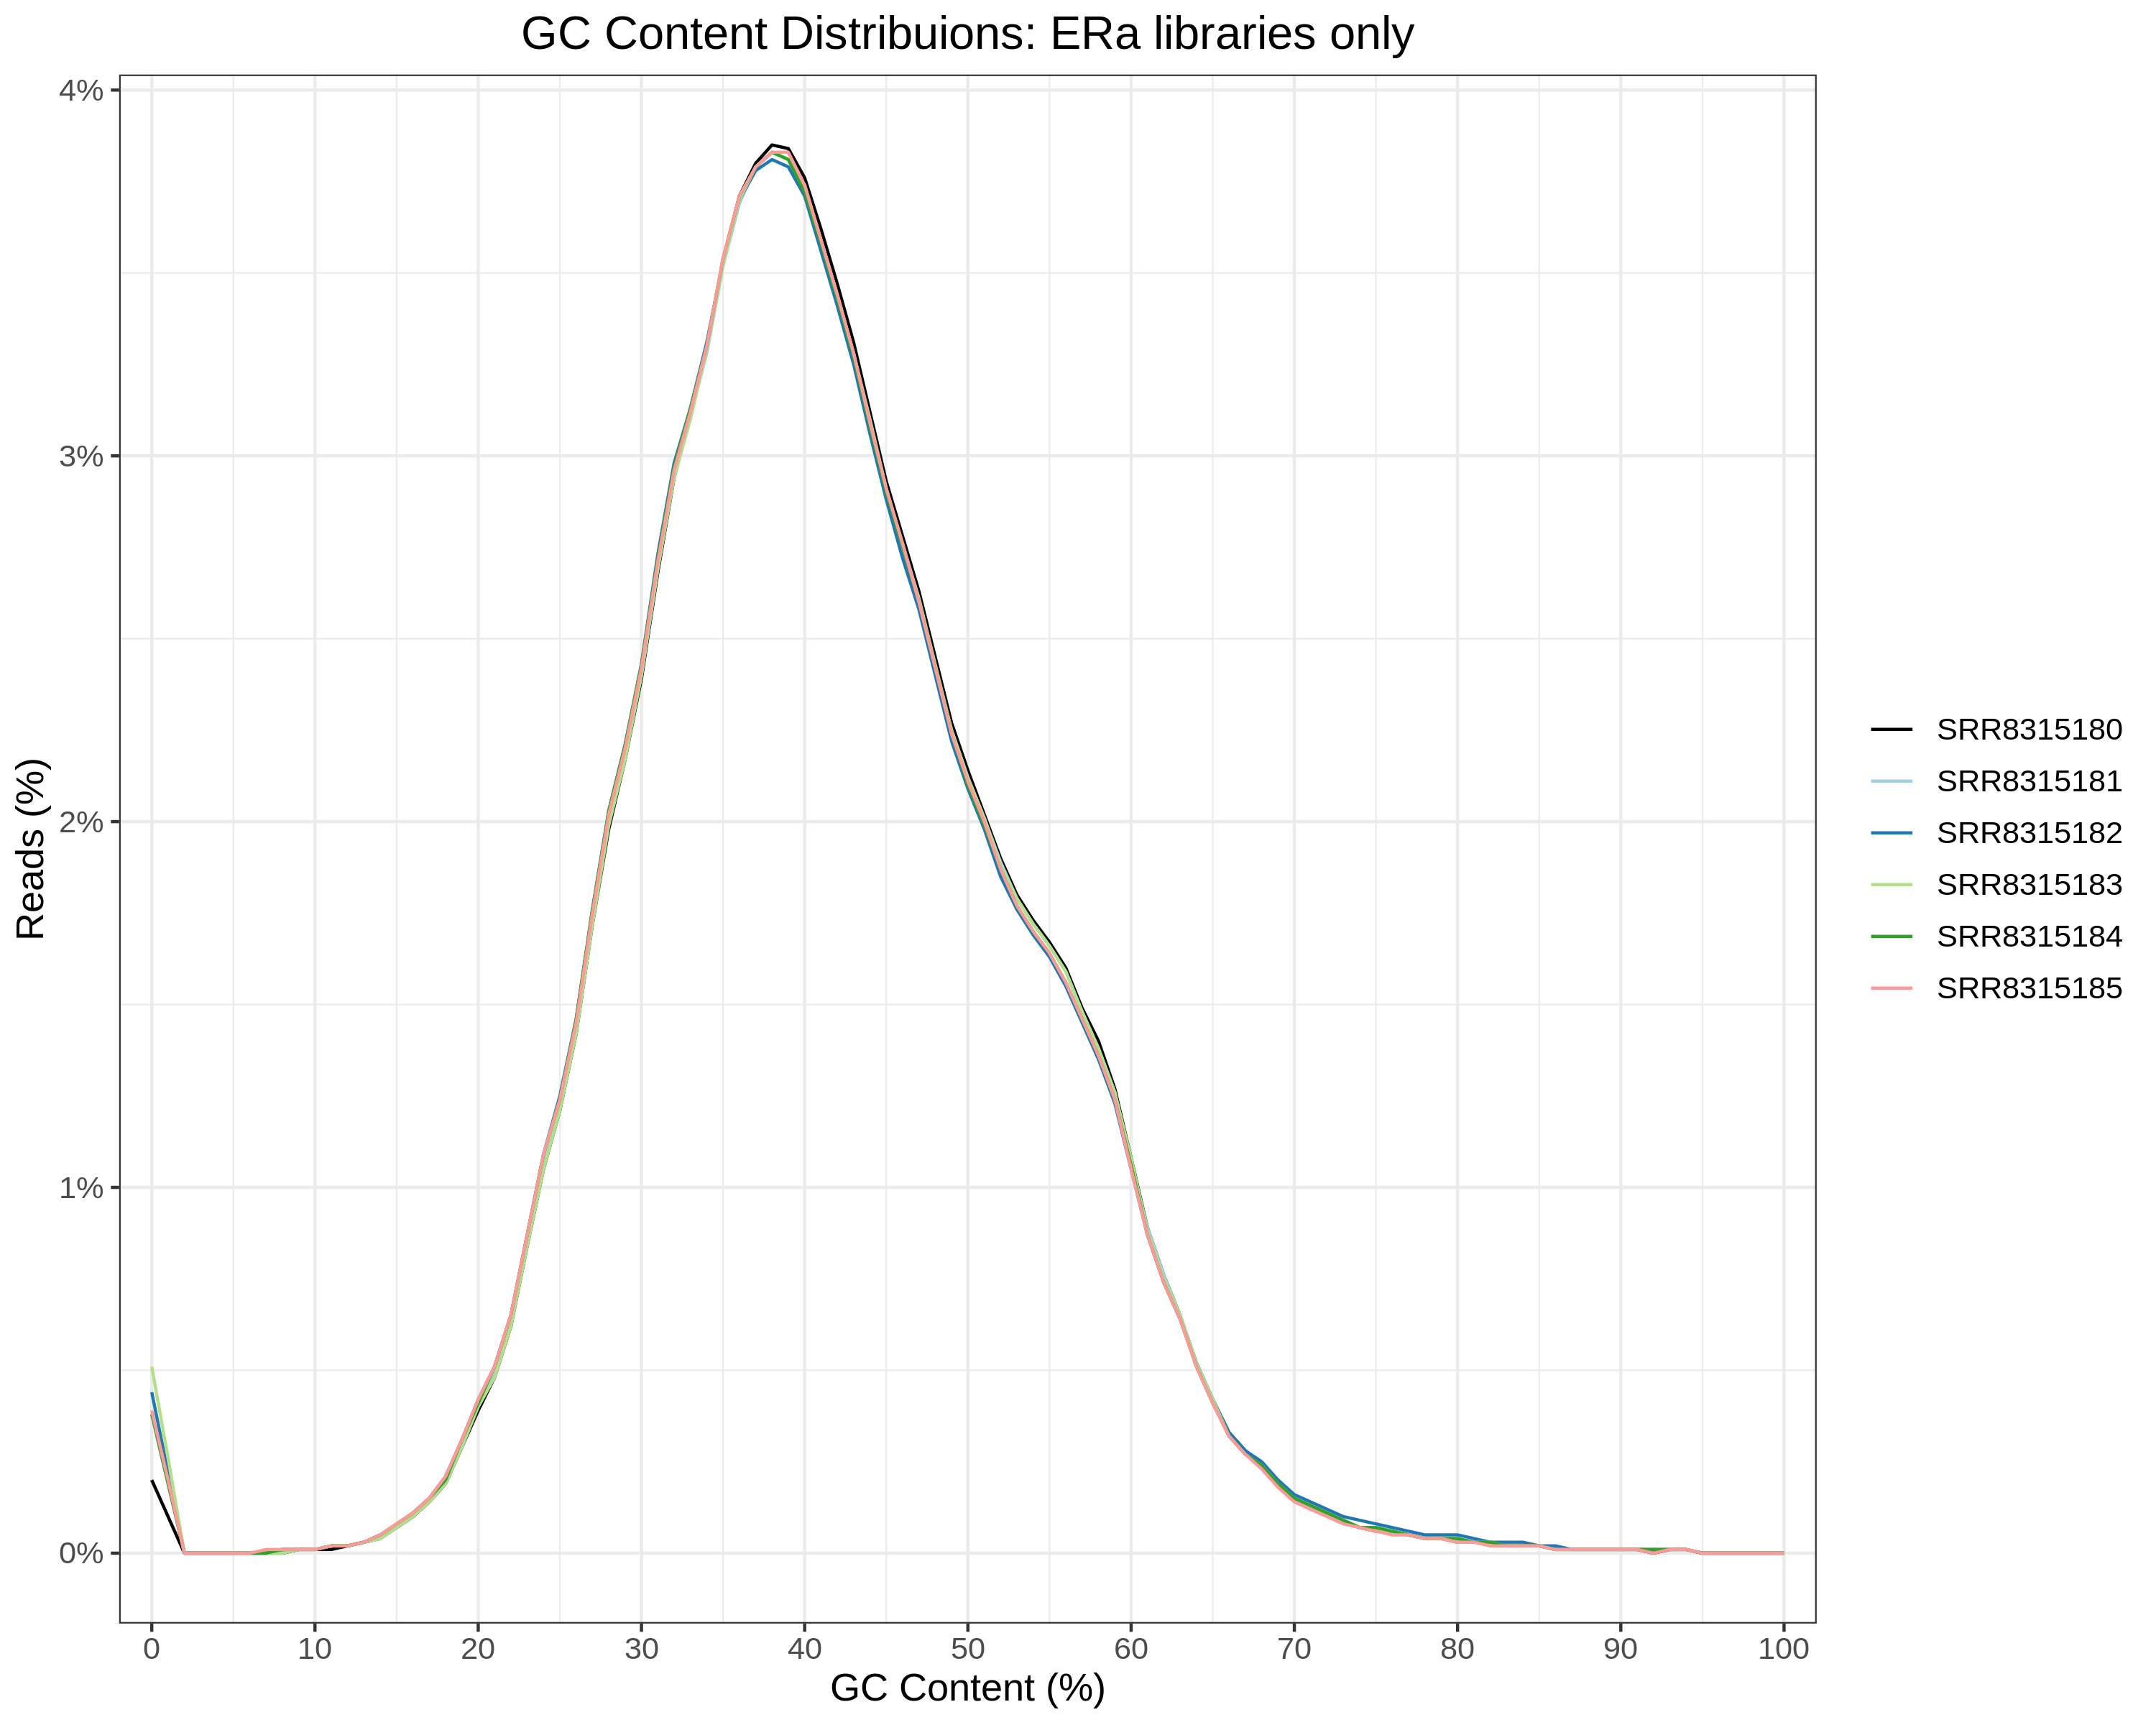 GC Content Distribuions: ERa libraries only
4%
3%
2%
1%
0%
Reads (%)
0 10 20 30 40 50 60 70 80 90 100
GC Content (%)
SRR8315180
SRR8315181
SRR8315182
SRR8315183
SRR8315184
SRR8315185